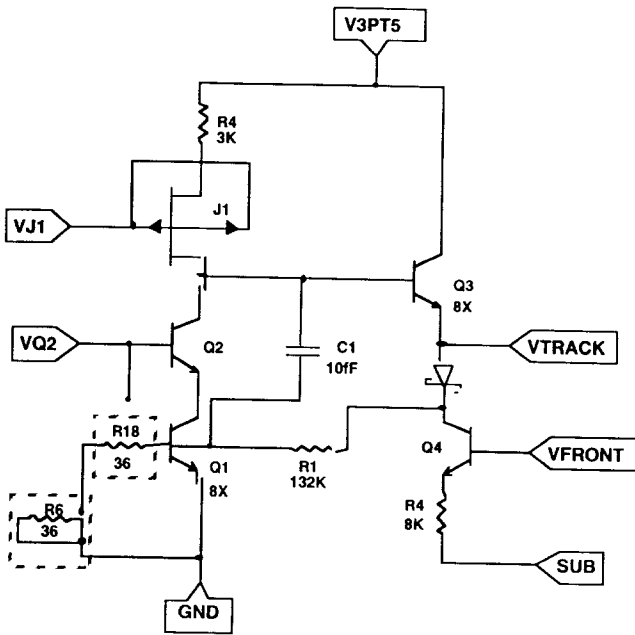 V3PT5
R4
3K
VJ1
J1
Q3
8X
VQ2
Q2
C1
10fF
VTRACK
R18
36
Q1
8X
R1
132K
Q4
VFRONT
R6
36
R4
8K
SUB
GND